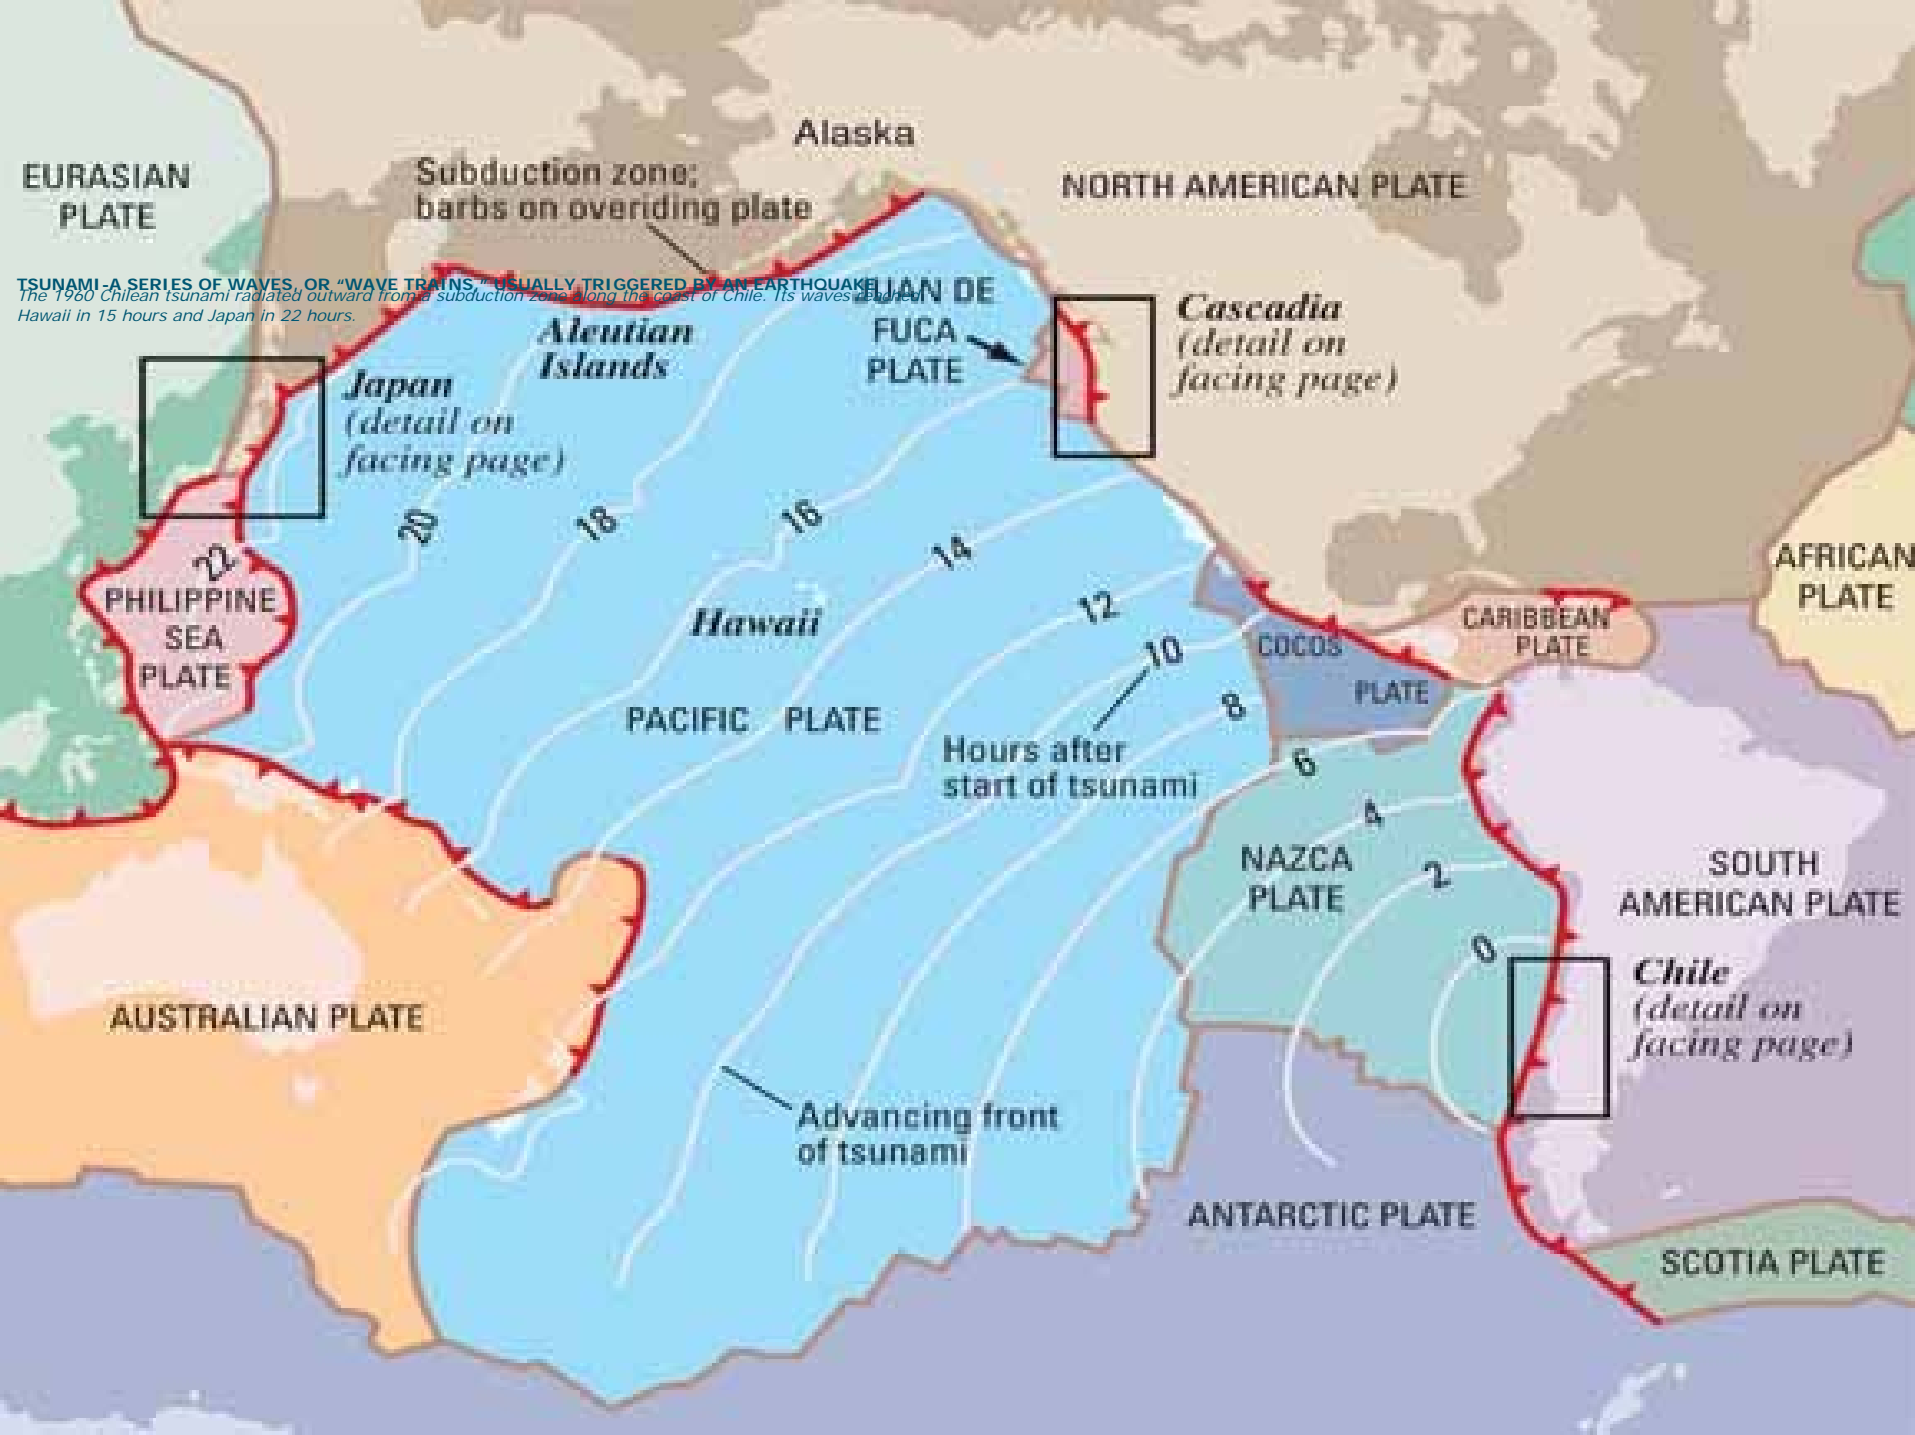 Alaska
EURASIAN
PLATE
Subduction zone;
barbs on overiding plate
NORTH AMERICAN PLATE
TSUNAMI-A SERIES OF WAVES, OR “WAVE TRAINS,” USUALLY TRIGGERED BY AN EARTHQUAKE
The 1960 Chilean tsunami radiated outward from a subduction zone along the coast of Chile. Its waves reached
Hawaii in 15 hours and Japan in 22 hours.
JUAN DE
FUCA
PLATE
Aleutian
Islands
Cascadia
(detail on
facing page)
Japan
(detail on
facing page)
20
18
16
14
22
12
10
8
6
4
2
0
PHILIPPINE
SEA
PLATE
Hawaii
PACIFIC PLATE
Hours after
start of tsunami
COCOS
PLATE
CARIBBEAN
PLATE
AFRICAN
PLATE
NAZCA
PLATE
SOUTH
AMERICAN PLATE
Chile
(detail on
facing page)
AUSTRALIAN PLATE
Advancing front
of tsunami
ANTARCTIC PLATE
SCOTIA PLATE